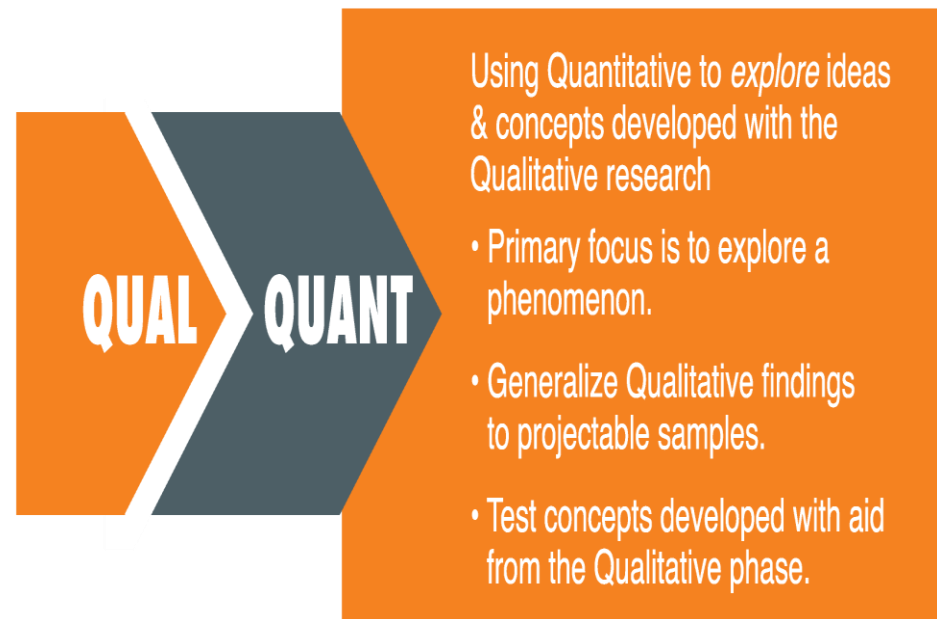 QUAL
QUANT
Using Quantitative to explore ideas
& concepts developed with the
Qualitative research
• Primary focus is to explore a
phenomenon.
• Generalize Qualitative findings
to projectable samples.
• Test concepts developed with aid
from the Qualitative phase.